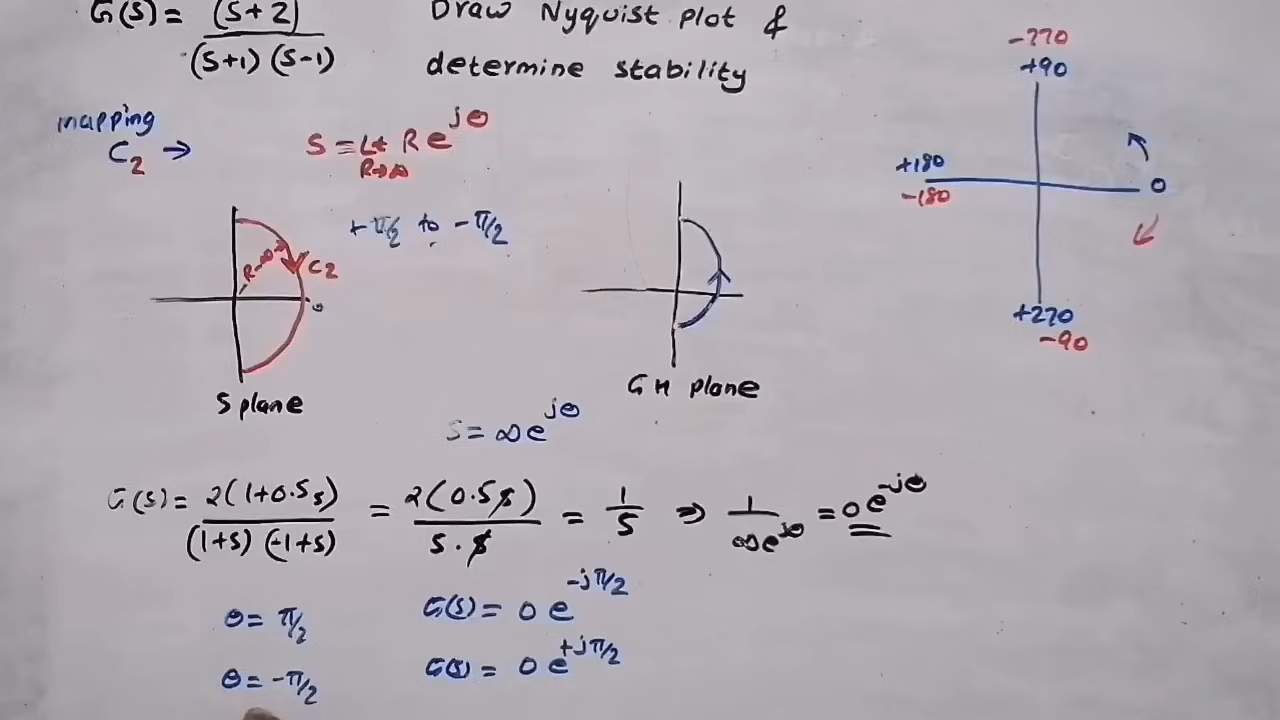 G(s) = (s+2) / (s+1) (s-1)
Draw Nyquist plot &
determine stability
mapping
C2 →
S = Lt R e^jθ
R→∞
+π/2 to -π/2
R→∞
C2
0
S plane
GH plane
-270
+90
+180
-180
0
+270
-90
S = ∞e^jθ
G(s) = 2(1+0.5s) / (1+s) (-1+s) = 2(0.5s) / s.s = 1/s ⇒ 1/∞e^jθ = 0e^-jθ
θ = π/2 G(s) = 0 e^-jπ/2
θ = -π/2 G(s) = 0 e^+jπ/2